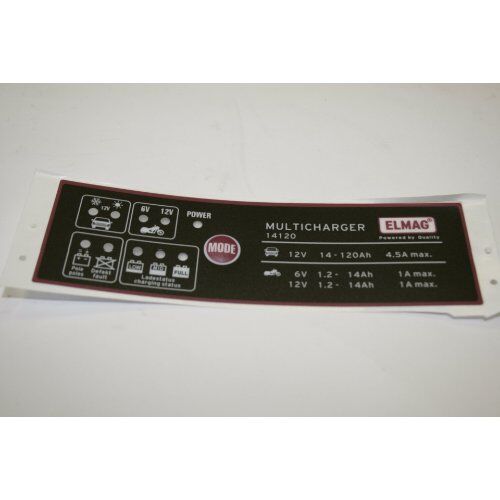 12V
6V 12V
POWER
MODE
Pole
poles
Defekt
fault
LOW MID FULL
Ladestatus
charging status
MULTICHARGER
14120
ELMAG®
Powered by Quality
12V 14 - 120Ah 4.5A max.
6V 1.2 - 14Ah 1A max.
12V 1.2 - 14Ah 1A max.